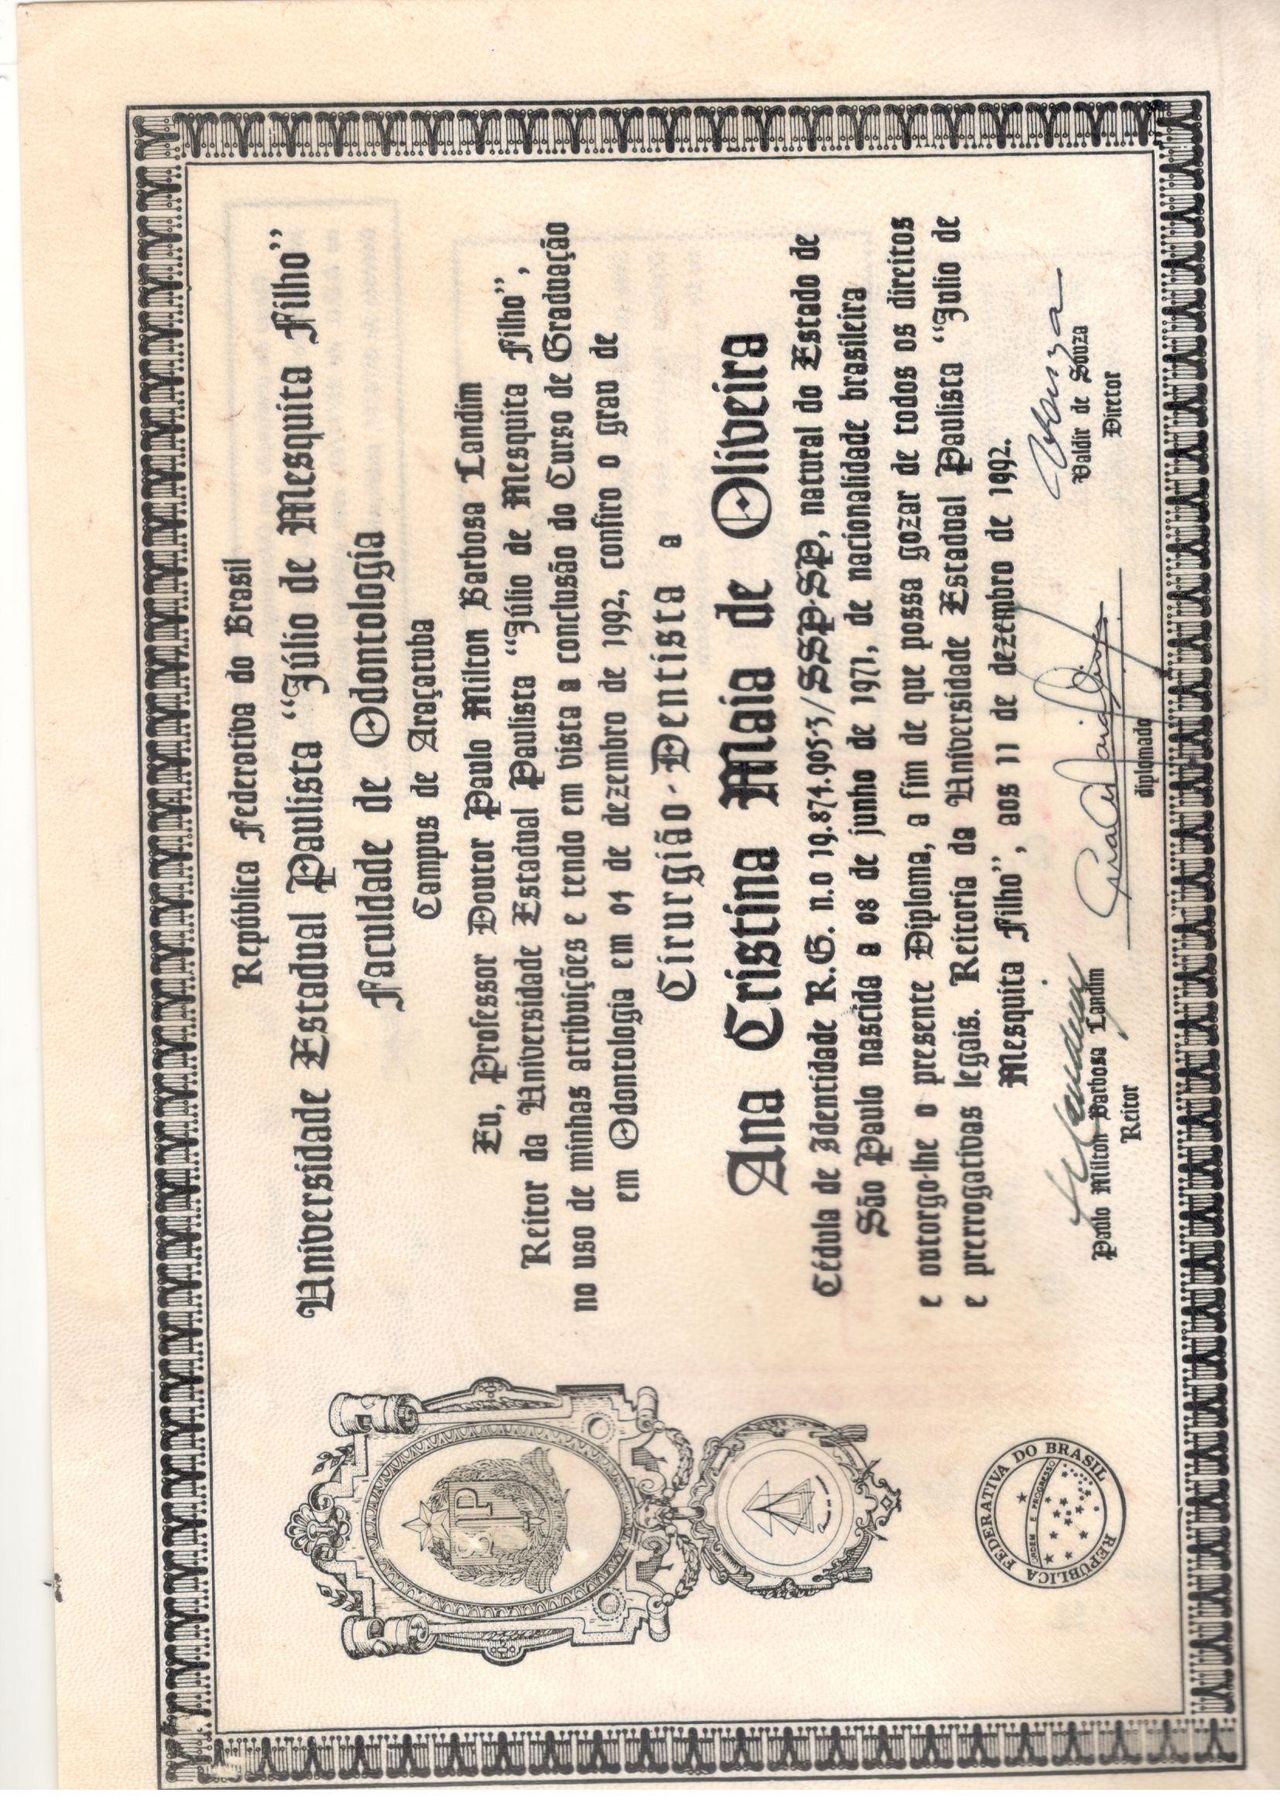 República Federativa do Brasil
Universidade Estadual Paulista “Júlio de Mesquita Filho”
Faculdade de Odontologia
Campus de Araçatuba
Eu, Professor Doutor Paulo Milton Barbosa Landim
Reitor da Universidade Estadual Paulista “Júlio de Mesquita Filho”,
no uso de minhas atribuições e tendo em vista a conclusão do Curso de Graduação
em Odontologia em 04 de dezembro de 1992, confiro o grau de
Cirurgião-Dentista a
Ana Cristina Maia de Oliveira
Cédula de Identidade R.G. n.o 19.874.905-3/SSP-SP, natural do Estado de
São Paulo nascida a 08 de junho de 1971, de nacionalidade brasileira
e outorgo-lhe o presente Diploma, a fim de que possa gozar de todos os direitos
e prerrogativas legais. Reitoria da Universidade Estadual Paulista “Julio de
Mesquita Filho”, aos 11 de dezembro de 1992.
Paulo Milton Barbosa Landim
Reitor
diplomado
Valdir de Souza
Diretor
SP
REPÚBLICA FEDERATIVA DO BRASIL
ORDEM E PROGRESSO